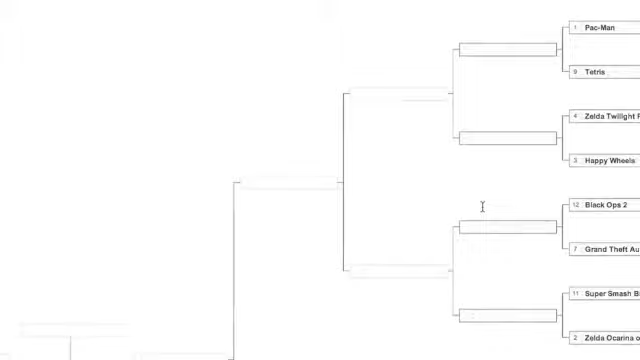 1 Pac-Man
9 Tetris
4 Zelda Twilight
3 Happy Wheels
12 Black Ops 2
7 Grand Theft Au
11 Super Smash B
2 Zelda Ocarina o